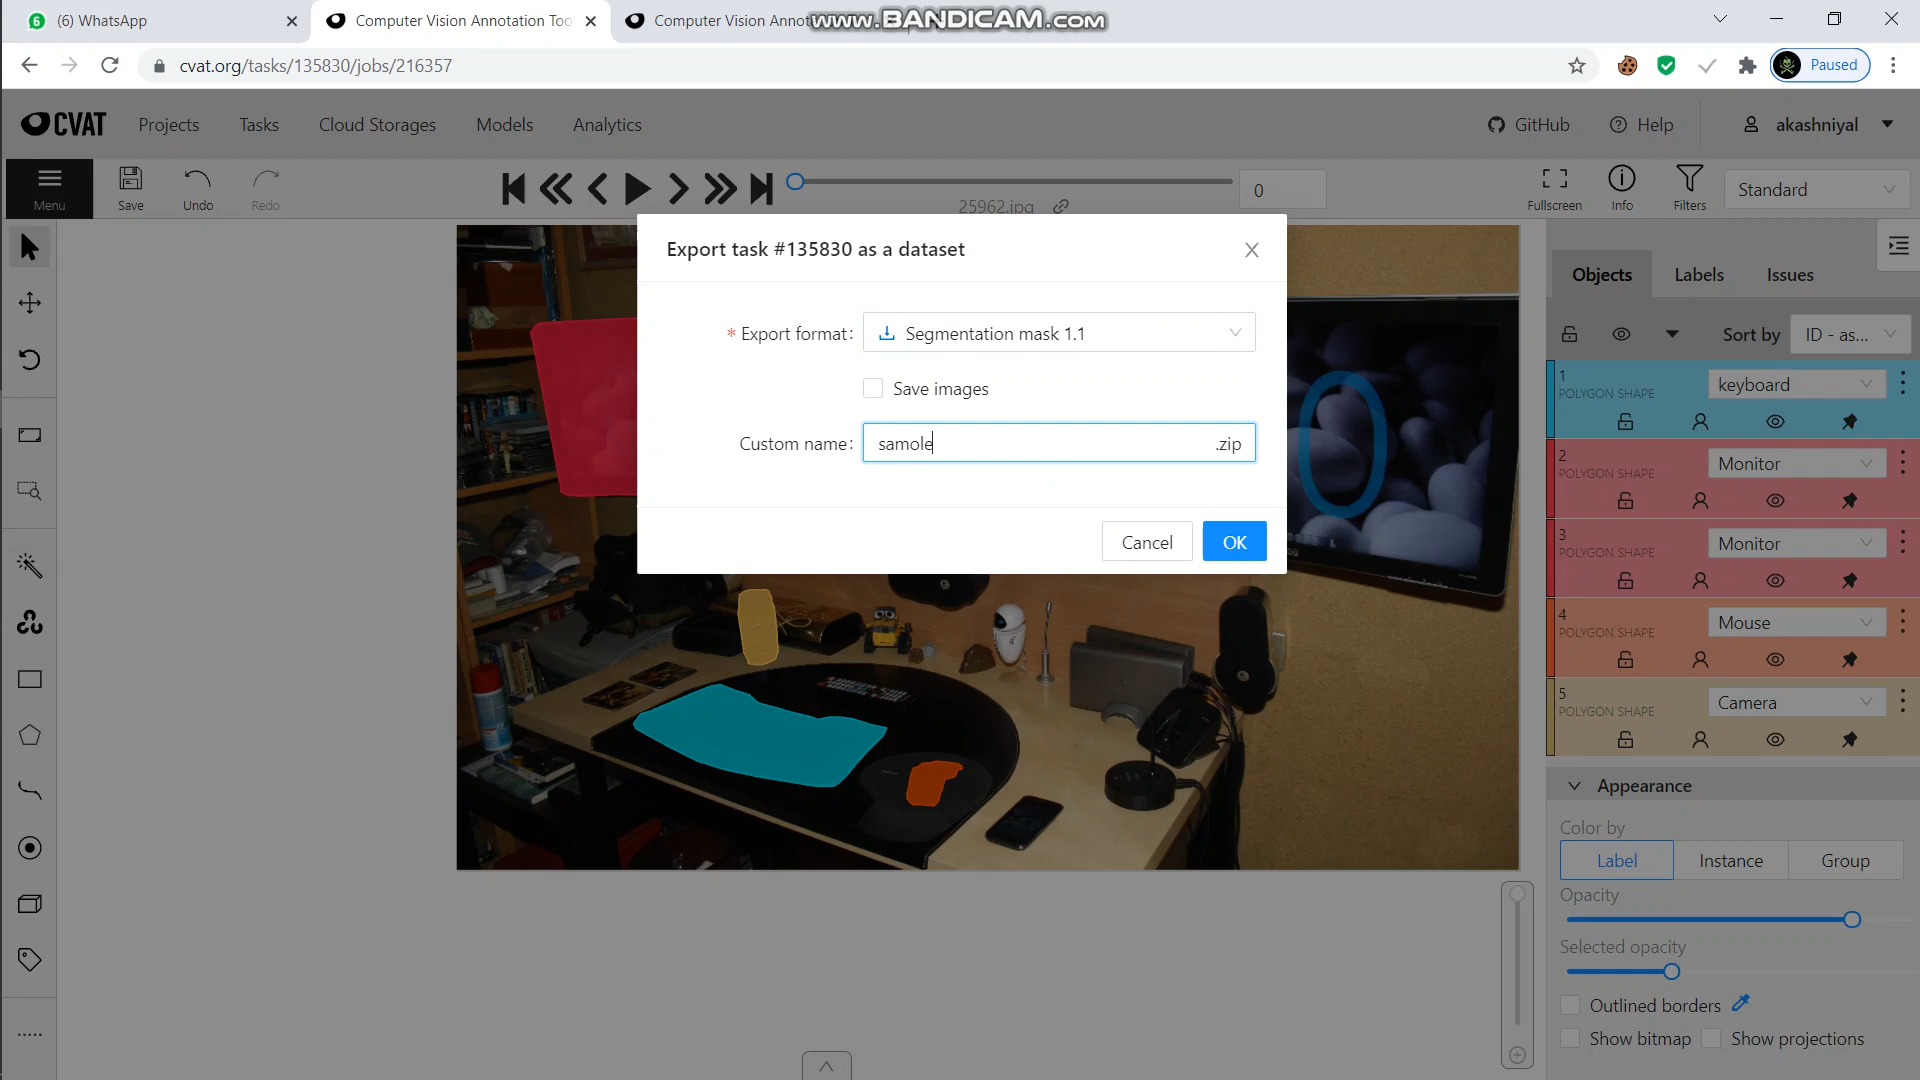 (6) WhatsApp
Computer Vision Annotation Too
Computer Vision Annot
www.BANDICAM.com
cvat.org/tasks/135830/jobs/216357
Paused
CVAT
Projects
Tasks
Cloud Storages
Models
Analytics
GitHub
Help
akashniyal
Menu
Save
Undo
Redo
25962.jpg
0
Fullscreen
Info
Filters
Standard
Export task #135830 as a dataset
* Export format:
Segmentation mask 1.1
Save images
Custom name:
samole
.zip
Cancel
OK
Objects
Labels
Issues
Sort by
ID - as...
1
POLYGON SHAPE
keyboard
2
POLYGON SHAPE
Monitor
3
POLYGON SHAPE
Monitor
4
POLYGON SHAPE
Mouse
5
POLYGON SHAPE
Camera
Appearance
Color by
Label
Instance
Group
Opacity
Selected opacity
Outlined borders
Show bitmap
Show projections